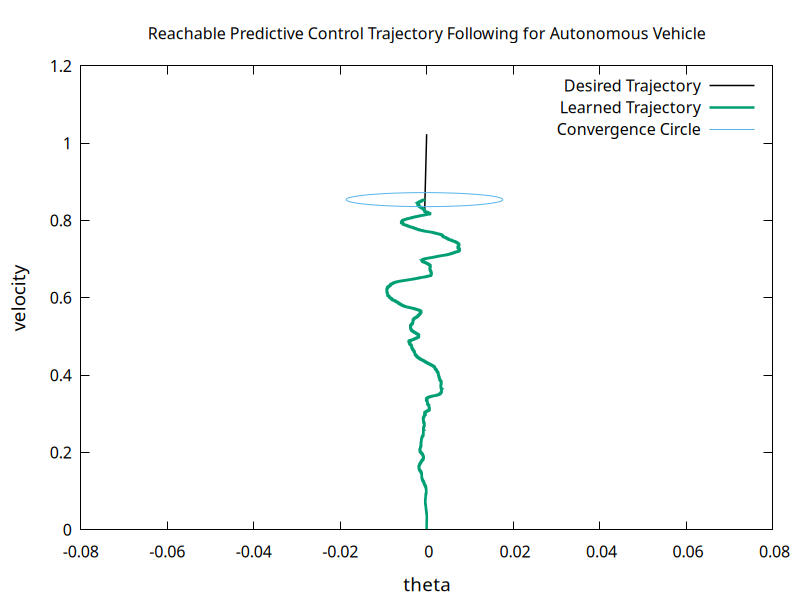 Reachable Predictive Control Trajectory Following for Autonomous Vehicle
Desired Trajectory
Learned Trajectory
Convergence Circle
velocity
1.2
1
0.8
0.6
0.4
0.2
0
-0.08 -0.06 -0.04 -0.02 0 0.02 0.04 0.06 0.08
theta